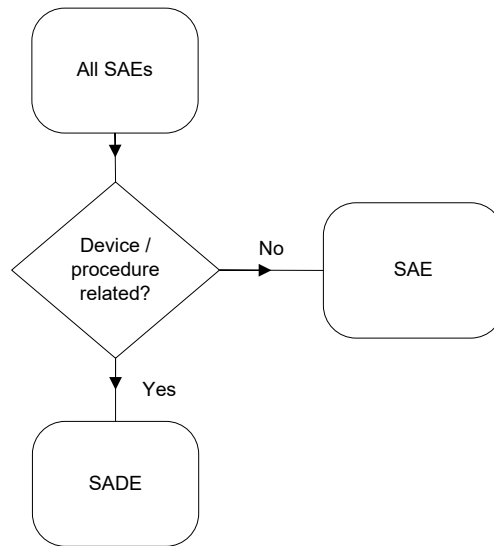 All SAEs
Device /
procedure
related?
No
SAE
Yes
SADE